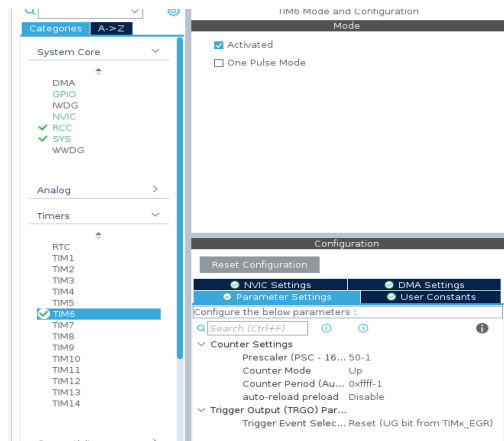 TIM6 Mode and Configuration
Categories A->Z
Mode
System Core
Activated
One Pulse Mode
DMA
GPIO
IWDG
NVIC
RCC
SYS
WWDG
Analog
Timers
RTC
TIM1
TIM2
TIM3
TIM4
TIM5
TIM6
TIM7
TIM8
TIM9
TIM10
TIM11
TIM12
TIM13
TIM14
Configuration
Reset Configuration
NVIC Settings
DMA Settings
Parameter Settings
User Constants
Configure the below parameters :
Search (Ctrl+F)
Counter Settings
Prescaler (PSC - 16... 50-1
Counter Mode Up
Counter Period (Au... 0xffff-1
auto-reload preload Disable
Trigger Output (TRGO) Par...
Trigger Event Selec... Reset (UG bit from TIMx_EGR)